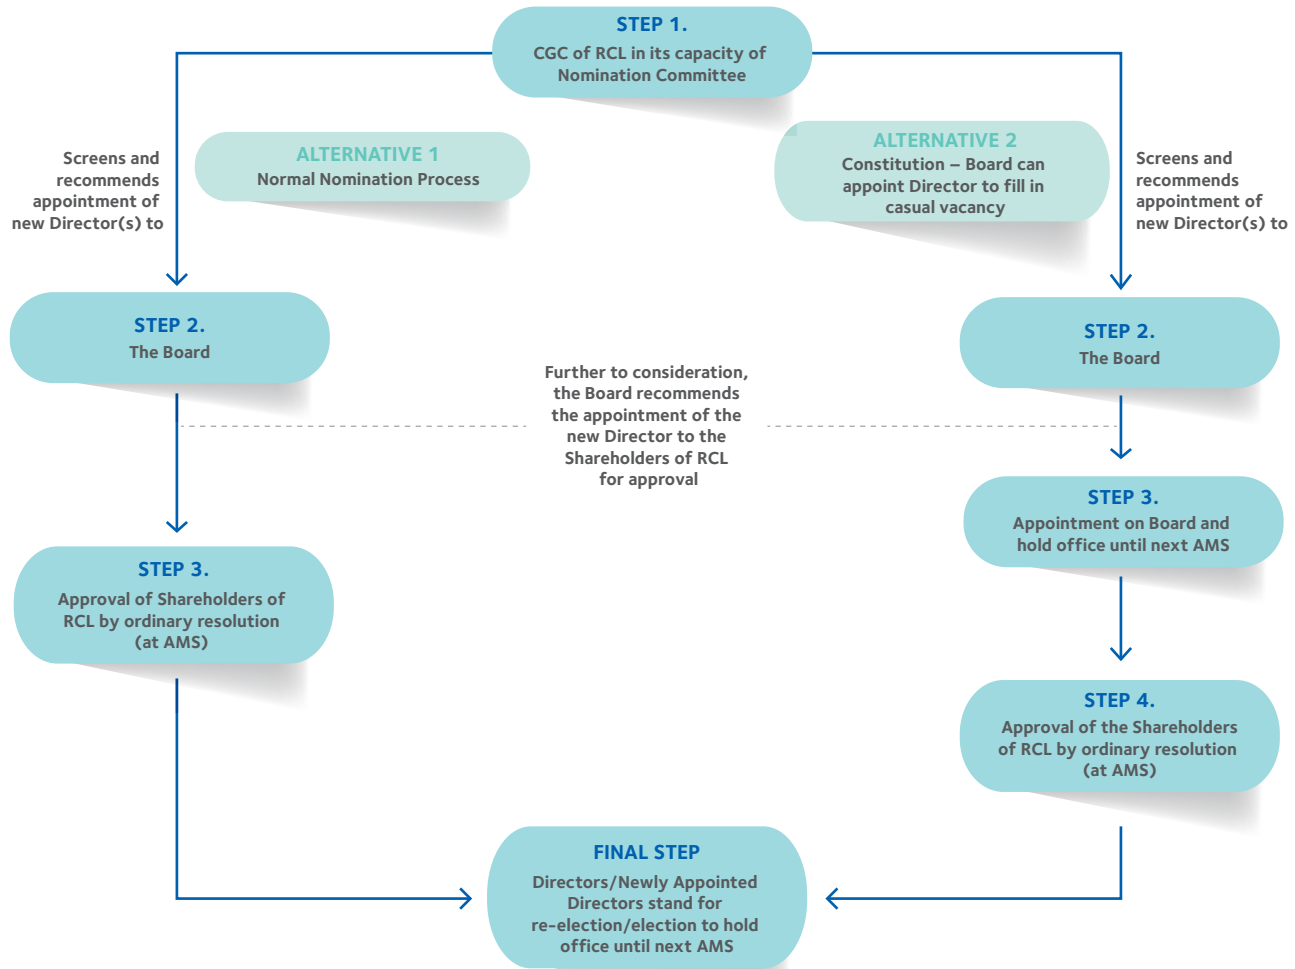 STEP 1.
CGC of RCL in its capacity of
Nomination Committee
Screens and
recommends
appointment of
new Director(s) to
ALTERNATIVE 1
Normal Nomination Process
ALTERNATIVE 2
Constitution – Board can
appoint Director to fill in
casual vacancy
Screens and
recommends
appointment of
new Director(s) to
STEP 2.
The Board
STEP 2.
The Board
Further to consideration,
the Board recommends
the appointment of the
new Director to the
Shareholders of RCL
for approval
STEP 3.
Approval of Shareholders of
RCL by ordinary resolution
(at AMS)
STEP 3.
Appointment on Board and
hold office until next AMS
STEP 4.
Approval of the Shareholders
of RCL by ordinary resolution
(at AMS)
FINAL STEP
Directors/Newly Appointed
Directors stand for
re-election/election to hold
office until next AMS